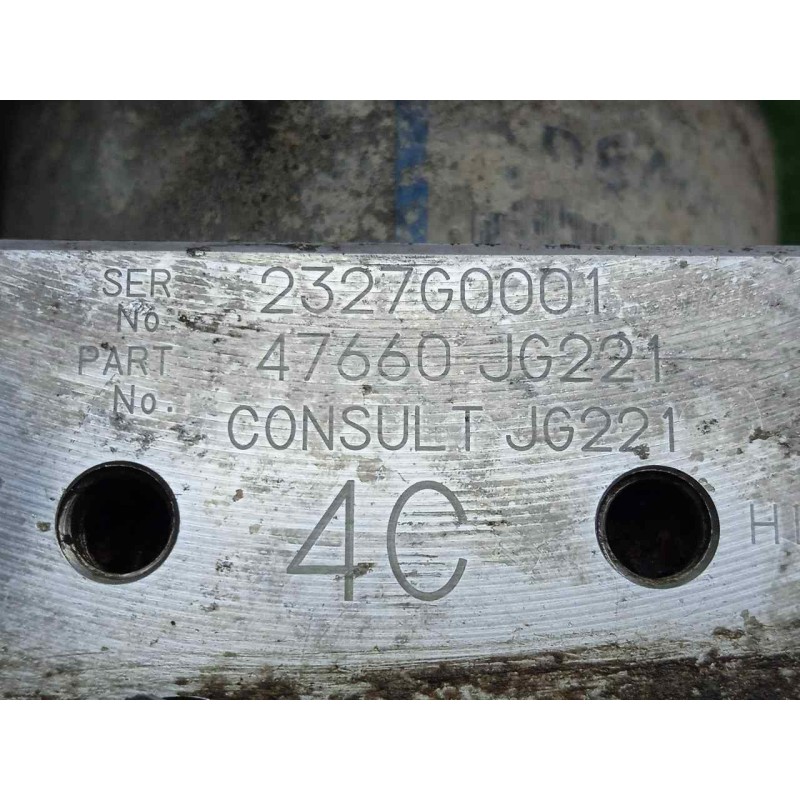 SER No. 2327G0001
PART No. 47660 JG221
CONSULT JG221
4C